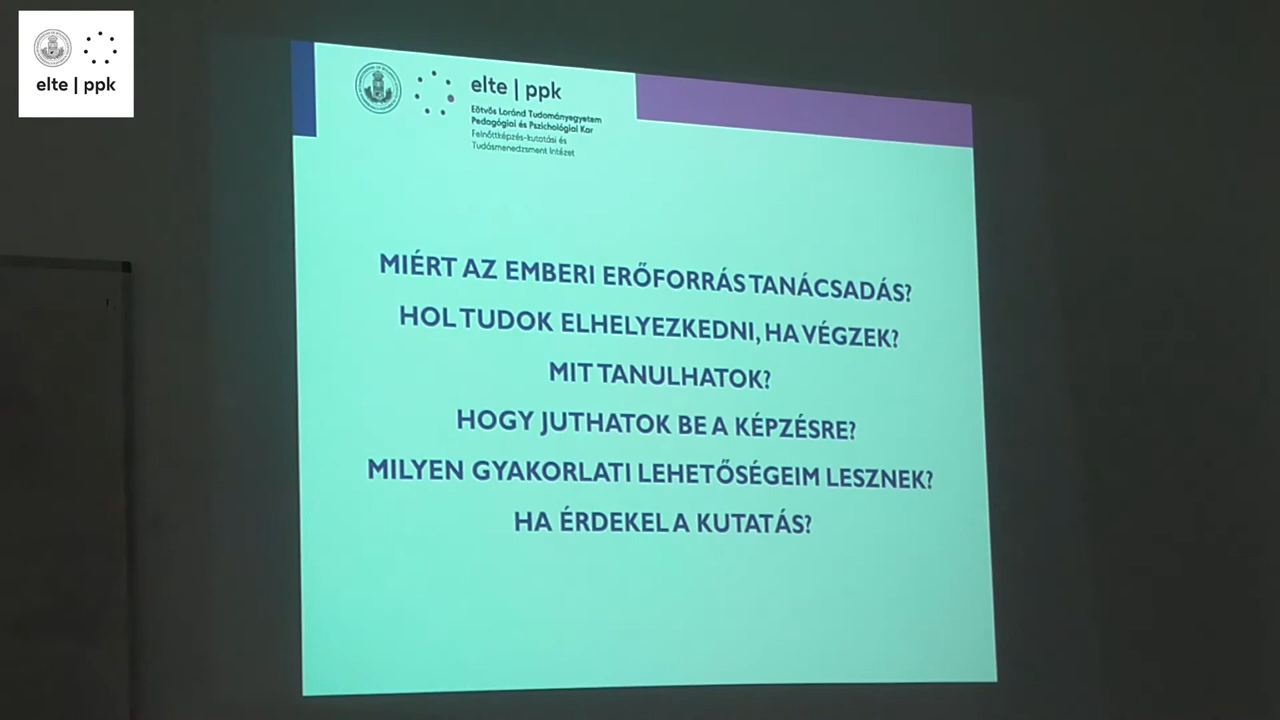 elte | ppk
elte | ppk
Eötvös Loránd Tudományegyetem
Pedagógiai és Pszichológiai Kar
Felnőttképzés-kutatási és
Tudásmenedzsment Intézet
MIÉRT AZ EMBERI ERŐFORRÁS TANÁCSADÁS?
HOL TUDOK ELHELYEZKEDNI, HA VÉGZEK?
MIT TANULHATOK?
HOGY JUTHATOK BE A KÉPZÉSRE?
MILYEN GYAKORLATI LEHETŐSÉGEIM LESZNEK?
HA ÉRDEKEL A KUTATÁS?